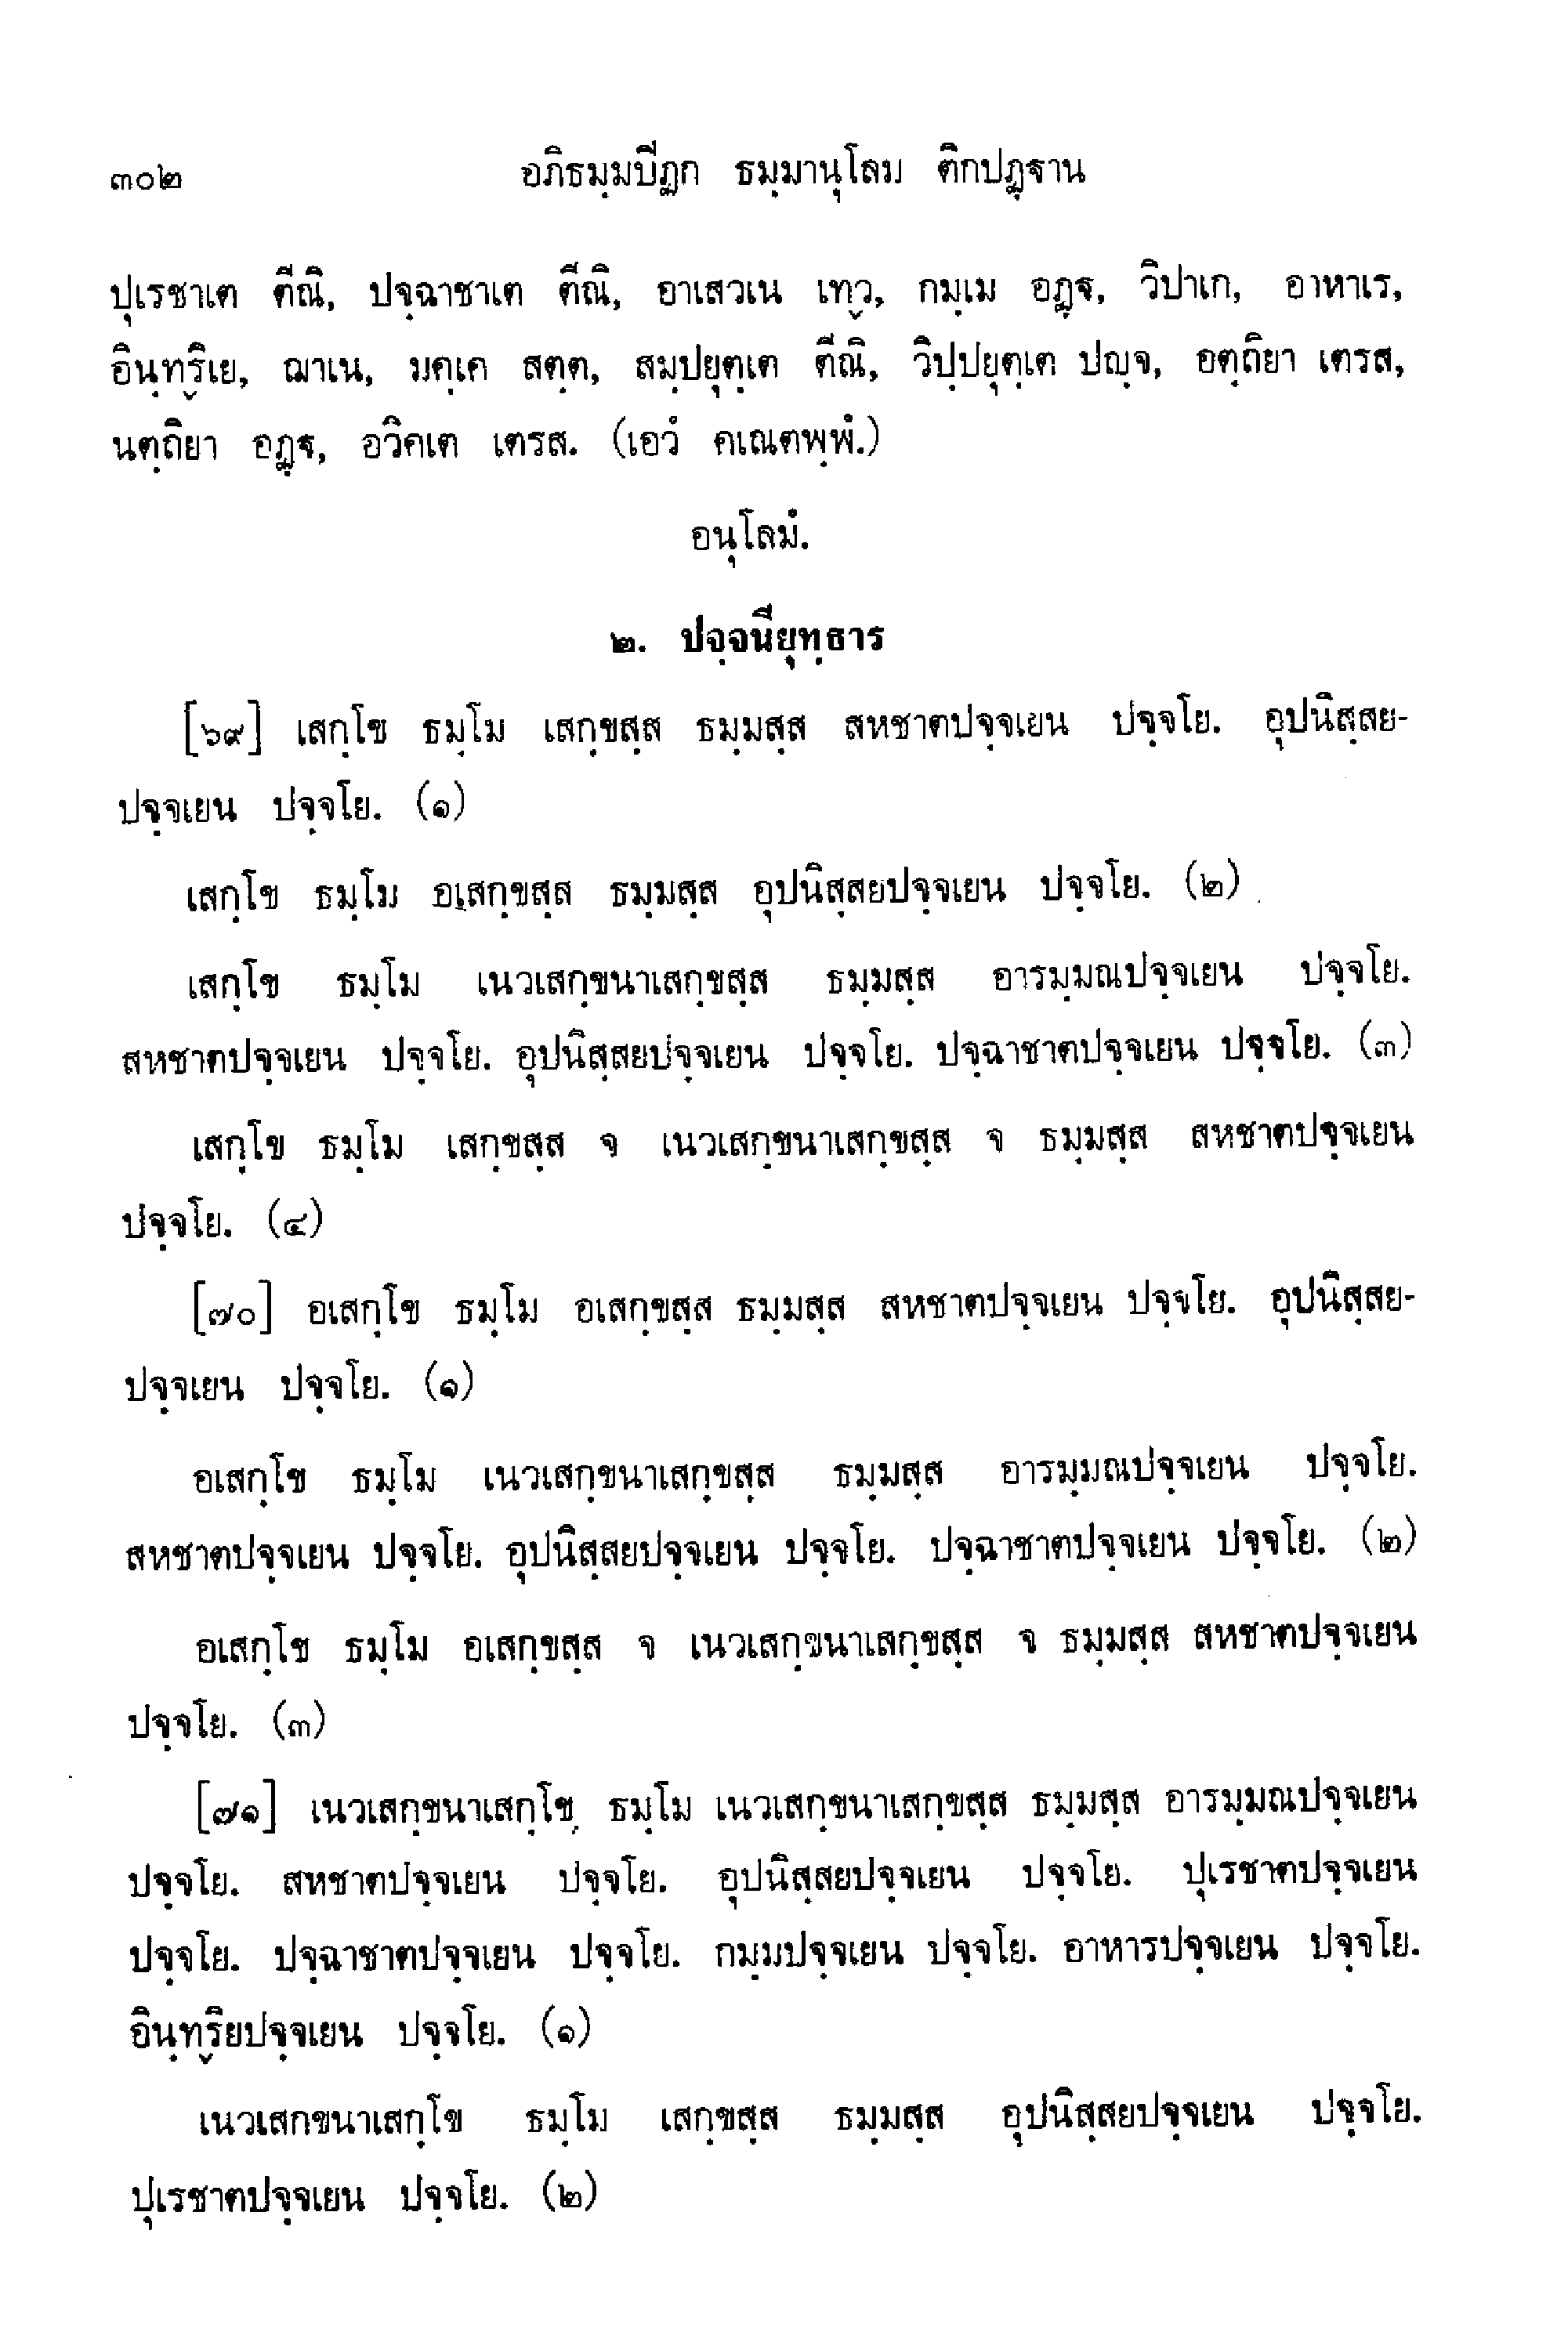 ๓๐๒ อภิธมฺมปิฏก ธมฺมานุโลม ติกปฏฺฐาน
ปุเรชาเต ตีณิ, ปจฺฉาชาเต ตีณิ, อาเสวเน เทฺว, กมฺเม อฏฺฐ, วิปาเก, อาหาเร,
อินฺทฺริเย, ฌาเน, มคฺเค สตฺต, สมฺปยุตฺเต ตีณิ, วิปฺปยุตฺเต ปญฺจ, อตฺถิยา เตรส,
นตฺถิยา อฏฺฐ, อวิคเต เตรส. (เอวํ คเณตพฺพํ.)
อนุโลมํ.
๒. ปจฺจนียุทฺธาร
[๖๙] เสกฺโข ธมฺโม เสกฺขสฺส ธมฺมสฺส สหชาตปจฺจเยน ปจฺจโย. อุปนิสฺสย-
ปจฺจเยน ปจฺจโย. (๑)
เสกฺโข ธมฺโม อเสกฺขสฺส ธมฺมสฺส อุปนิสฺสยปจฺจเยน ปจฺจโย. (๒)
เสกฺโข ธมฺโม เนวเสกฺขนาเสกฺขสฺส ธมฺมสฺส อารมฺมณปจฺจเยน ปจฺจโย.
สหชาตปจฺจเยน ปจฺจโย. อุปนิสฺสยปจฺจเยน ปจฺจโย. ปจฺฉาชาตปจฺจเยน ปจฺจโย. (๓)
เสกฺโข ธมฺโม เสกฺขสฺส จ เนวเสกฺขนาเสกฺขสฺส จ ธมฺมสฺส สหชาตปจฺจเยน
ปจฺจโย. (๔)
[๗๐] อเสกฺโข ธมฺโม อเสกฺขสฺส ธมฺมสฺส สหชาตปจฺจเยน ปจฺจโย. อุปนิสฺสย-
ปจฺจเยน ปจฺจโย. (๑)
อเสกฺโข ธมฺโม เนวเสกฺขนาเสกฺขสฺส ธมฺมสฺส อารมฺมณปจฺจเยน ปจฺจโย.
สหชาตปจฺจเยน ปจฺจโย. อุปนิสฺสยปจฺจเยน ปจฺจโย. ปจฺฉาชาตปจฺจเยน ปจฺจโย. (๒)
อเสกฺโข ธมฺโม อเสกฺขสฺส จ เนวเสกฺขนาเสกฺขสฺส จ ธมฺมสฺส สหชาตปจฺจเยน
ปจฺจโย. (๓)
[๗๑] เนวเสกฺขนาเสกฺโข ธมฺโม เนวเสกฺขนาเสกฺขสฺส ธมฺมสฺส อารมฺมณปจฺจเยน
ปจฺจโย. สหชาตปจฺจเยน ปจฺจโย. อุปนิสฺสยปจฺจเยน ปจฺจโย. ปุเรชาตปจฺจเยน
ปจฺจโย. ปจฺฉาชาตปจฺจเยน ปจฺจโย. กมฺมปจฺจเยน ปจฺจโย. อาหารปจฺจเยน ปจฺจโย.
อินฺทฺริยปจฺจเยน ปจฺจโย. (๑)
เนวเสกขนาเสกฺโข ธมฺโม เสกฺขสฺส ธมฺมสฺส อุปนิสฺสยปจฺจเยน ปจฺจโย.
ปุเรชาตปจฺจเยน ปจฺจโย. (๒)